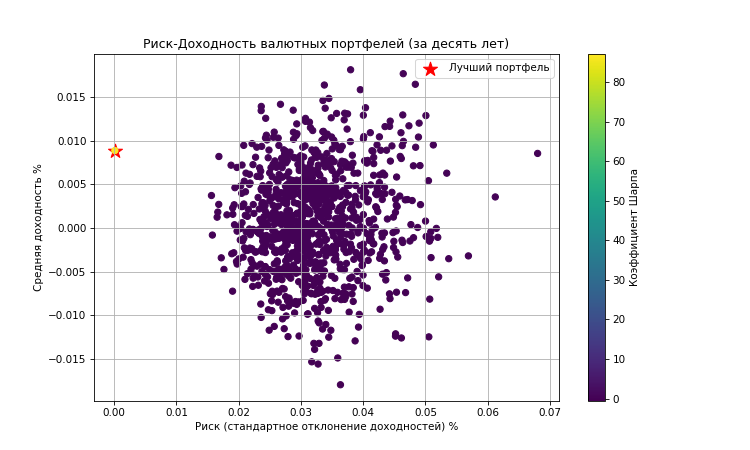 Риск-Доходность валютных портфелей (за десять лет)
Лучший портфель
Средняя доходность %
0.015
0.010
0.005
0.000
−0.005
−0.010
−0.015
0.00 0.01 0.02 0.03 0.04 0.05 0.06 0.07
Риск (стандартное отклонение доходностей) %
80
70
60
50
40
30
20
10
0
Коэффициент Шарпа